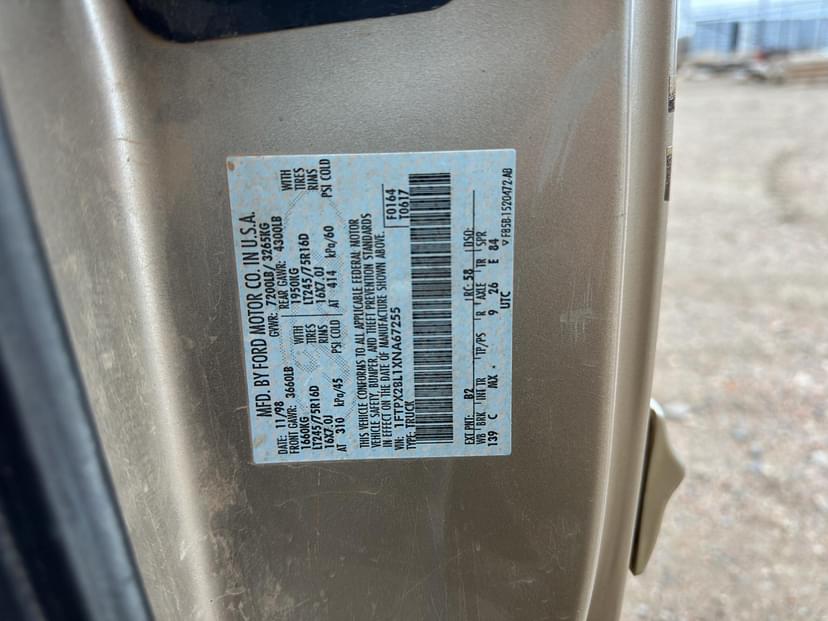 MFD. BY FORD MOTOR CO. IN U.S.A.
DATE: 11/98 GVWR: 7200LB/ 3265KG
FRONT GAWR: 3660LB REAR GAWR: 4300LB
1660KG WITH 1950KG WITH
LT245/75R16D TIRES LT245/75R16D TIRES
16X7.0J RIMS 16X7.0J RIMS
AT 310 kPa/45 PSI COLD AT 414 kPa/60 PSI COLD
THIS VEHICLE CONFORMS TO ALL APPLICABLE FEDERAL MOTOR
VEHICLE SAFETY, BUMPER, AND THEFT PREVENTION STANDARDS
IN EFFECT ON THE DATE OF MANUFACTURE SHOWN ABOVE.
VIN: 1FTPX28L1XNA67255 F0164
TYPE: TRUCK T0617
EXT.PNT: B2 RC: 58 DSO:
WB BRK INT TR TP/PS R AXLE TR SPR
139 C MX 9 26 E 84
UTC F85B-1520472-AB